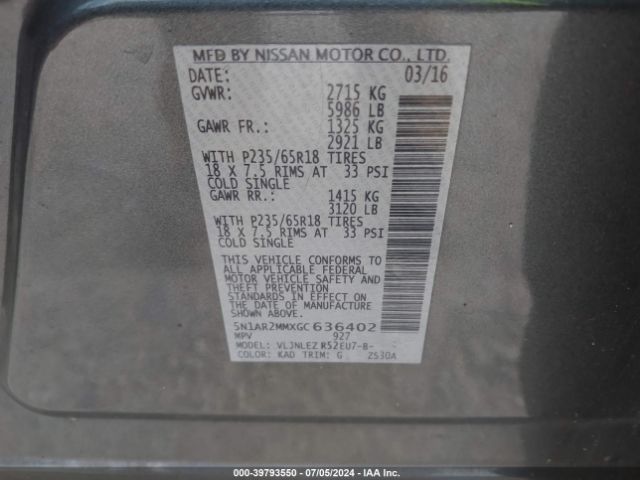 MFD BY NISSAN MOTOR CO., LTD.
DATE: 03/16
GVWR: 2715 KG
5986 LB
GAWR FR.: 1325 KG
2921 LB
WITH P235/65R18 TIRES
18 X 7.5 RIMS AT 33 PSI
COLD SINGLE
GAWR RR.: 1415 KG
3120 LB
WITH P235/65R18 TIRES
18 X 7.5 RIMS AT 33 PSI
COLD SINGLE
THIS VEHICLE CONFORMS TO
ALL APPLICABLE FEDERAL
MOTOR VEHICLE SAFETY AND
THEFT PREVENTION
STANDARDS IN EFFECT ON
THE DATE OF MANUFACTURE
SHOWN ABOVE.
5N1AR2MMXGC636402
MPV 927
MODEL: VLJNLEZ R52EU7-B-
COLOR: KAD TRIM: G ZS30A
000-39793550 - 07/05/2024 - IAA Inc.